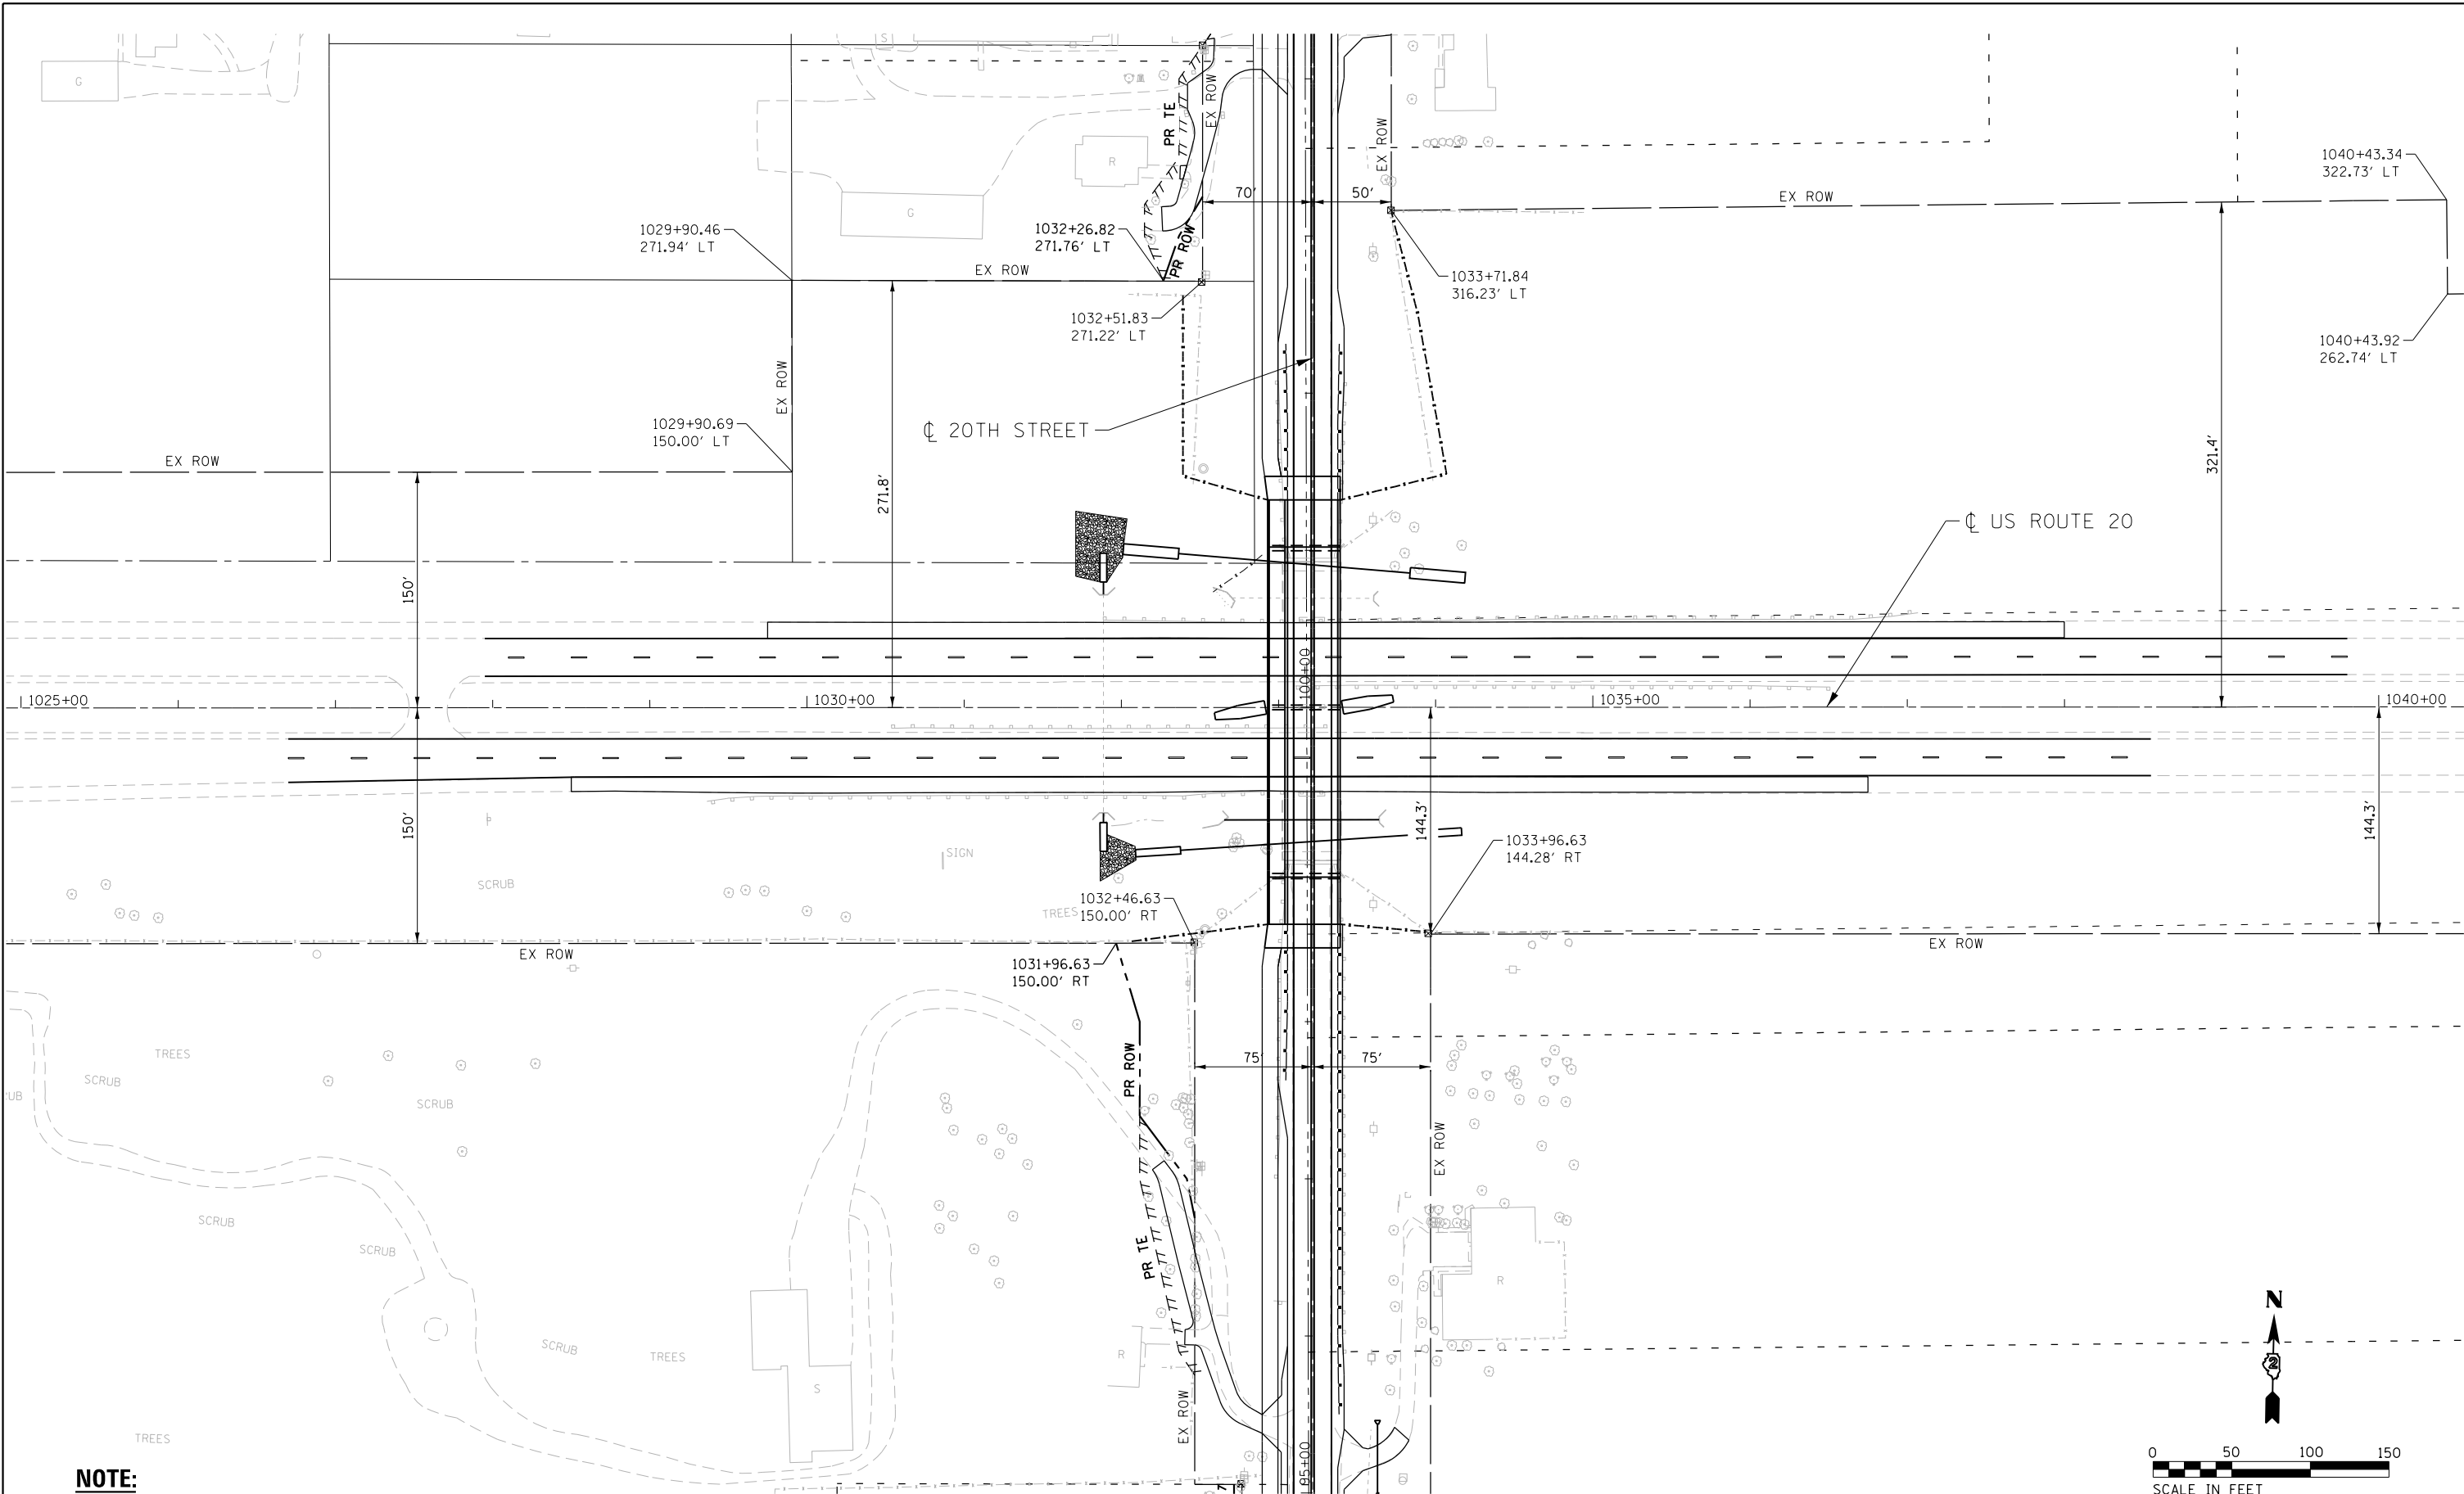 S
G
PR TE
EX ROW
EX ROW
R
G
70'
50'
EX ROW
1040+43.34
322.73' LT
1029+90.46
271.94' LT
1032+26.82
271.76' LT
PR ROW
EX ROW
1033+71.84
316.23' LT
1032+51.83
271.22' LT
1040+43.92
262.74' LT
EX ROW
1029+90.69
150.00' LT
℄ 20TH STREET
EX ROW
321.4'
271.8'
℄ US ROUTE 20
150'
100+00
1025+00
1030+00
1035+00
1040+00
150'
144.3'
144.3'
SIGN
SCRUB
1033+96.63
144.28' RT
1032+46.63
150.00' RT
TREES
EX ROW
EX ROW
1031+96.63
150.00' RT
TREES
SCRUB
UB
SCRUB
PR ROW
75'
75'
EX ROW
SCRUB
SCRUB
PR TE
R
SCRUB
TREES
R
S
EX ROW
TREES
95+00
N
2
0 50 100 150
SCALE IN FEET
NOTE: